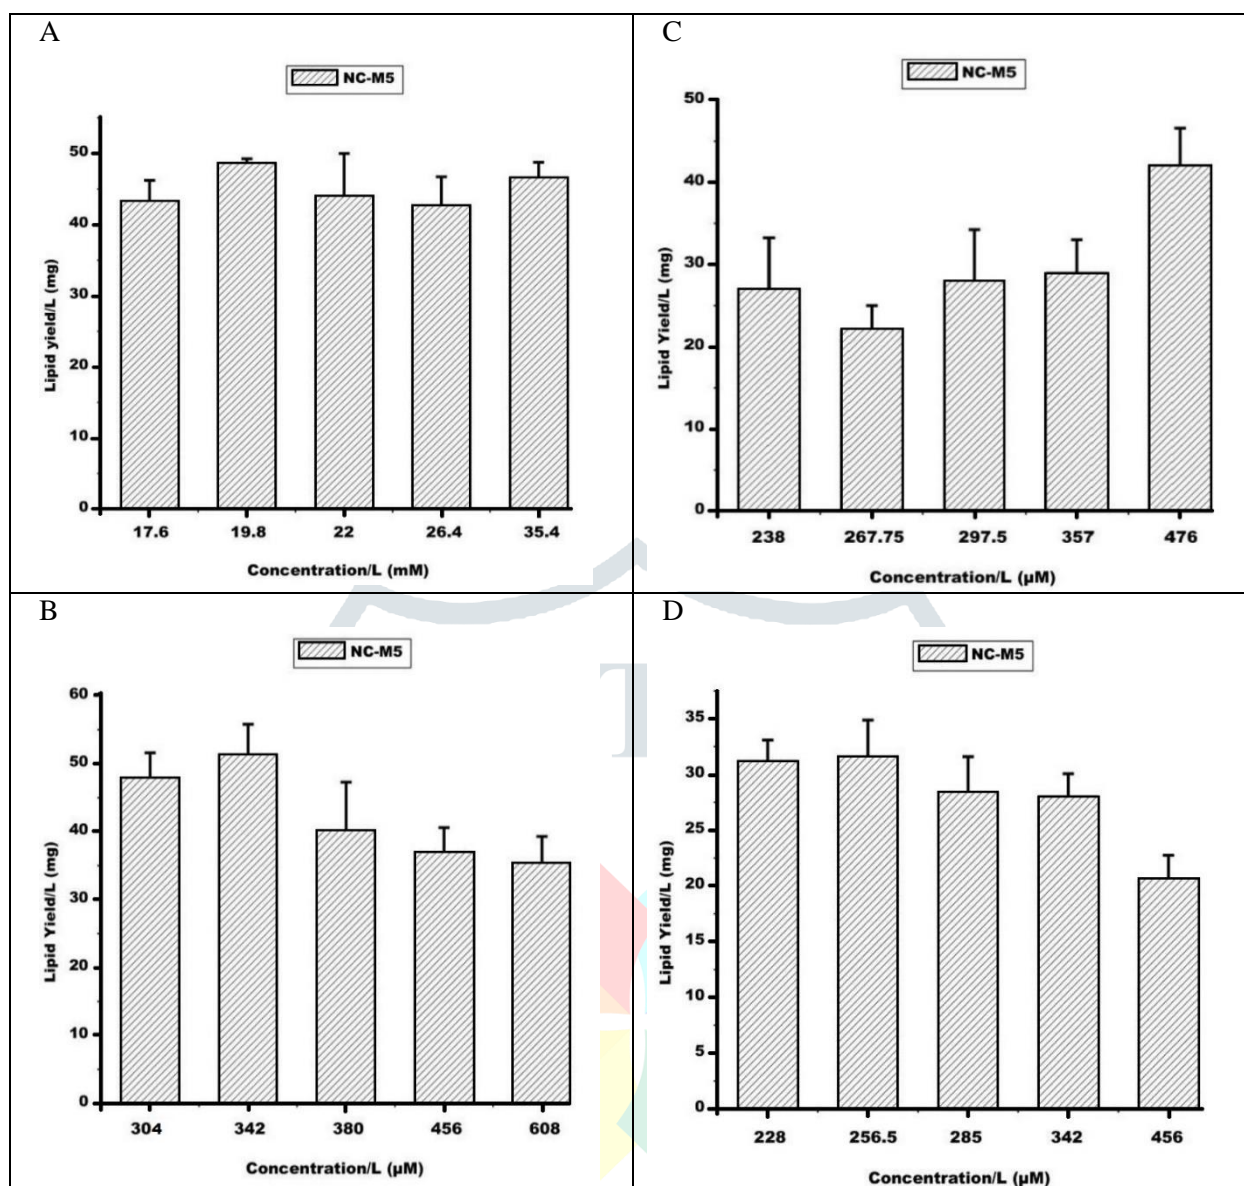 A
NC-M5
50
40
30
20
10
0
Lipid yield/L (mg)
17.6 19.8 22 26.4 35.4
Concentration/L (mM)
C
NC-M5
50
40
30
20
10
0
Lipid Yield/L (mg)
238 267.75 297.5 357 476
Concentration/L (µM)
B
NC-M5
60
50
40
30
20
10
0
Lipid Yield/L (mg)
304 342 380 456 608
Concentration/L (µM)
D
NC-M5
35
30
25
20
15
10
5
0
Lipid Yield/L (mg)
228 256.5 285 342 456
Concentration/L (µM)
T